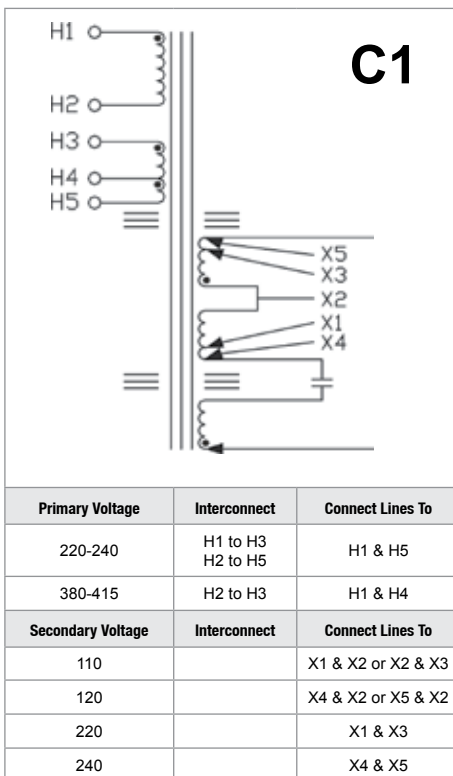 H1
C1
H2
H3
H4
H5
X5
X3
X2
X1
X4
Primary Voltage Interconnect Connect Lines To
220-240 H1 to H3 H1 & H5
H2 to H5
380-415 H2 to H3 H1 & H4
Secondary Voltage Interconnect Connect Lines To
110 X1 & X2 or X2 & X3
120 X4 & X2 or X5 & X2
220 X1 & X3
240 X4 & X5